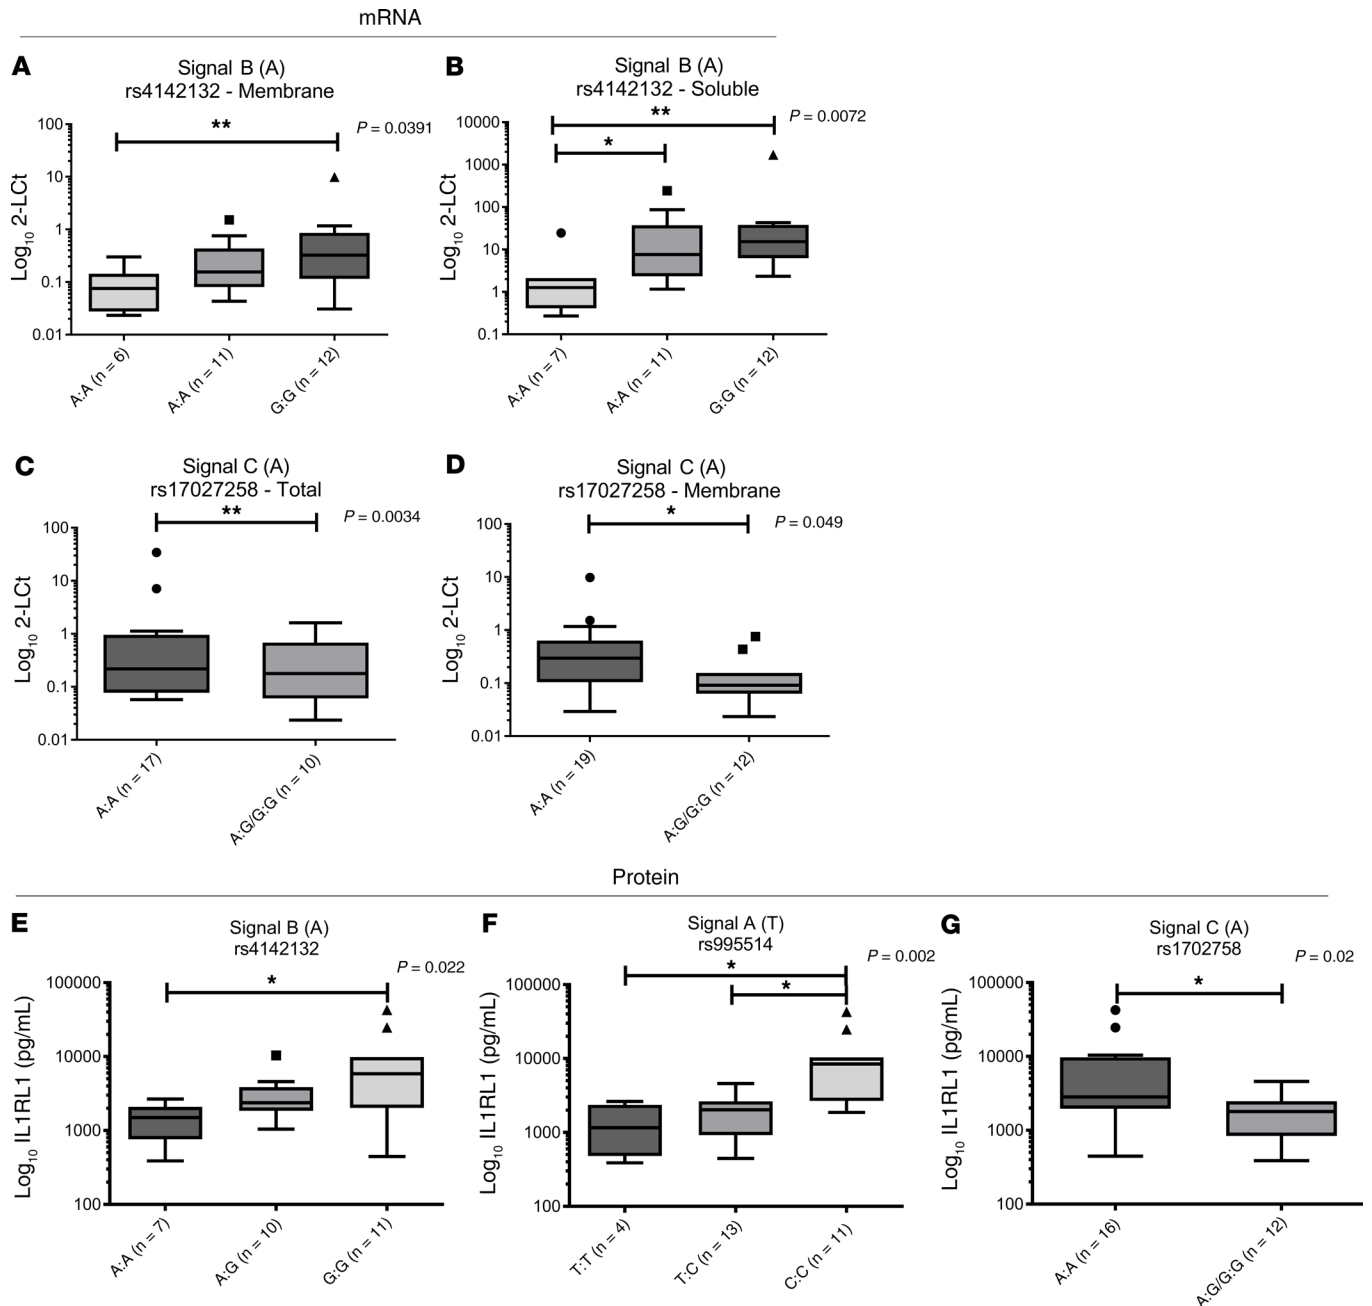 mRNA
A
Signal B (A)
rs4142132 - Membrane
**
P = 0.0391
Log10 2-LCt
100
10
1
0.1
0.01
A:A (n = 6)
A:A (n = 11)
G:G (n = 12)
B
Signal B (A)
rs4142132 - Soluble
**
P = 0.0072
*
Log10 2-LCt
10000
1000
100
10
1
0.1
A:A (n = 7)
A:A (n = 11)
G:G (n = 12)
C
Signal C (A)
rs17027258 - Total
**
P = 0.0034
Log10 2-LCt
100
10
1
0.1
0.01
A:A (n = 17)
A:G/G:G (n = 10)
D
Signal C (A)
rs17027258 - Membrane
*
P = 0.049
Log10 2-LCt
100
10
1
0.1
0.01
A:A (n = 19)
A:G/G:G (n = 12)
Protein
E
Signal B (A)
rs4142132
P = 0.022
*
Log10 IL1RL1 (pg/mL)
100000
10000
1000
100
A:A (n = 7)
A:G (n = 10)
G:G (n = 11)
F
Signal A (T)
rs995514
P = 0.002
*
*
Log10 IL1RL1 (pg/mL)
100000
10000
1000
100
T:T (n = 4)
T:C (n = 13)
C:C (n = 11)
G
Signal C (A)
rs1702758
P = 0.02
*
Log10 IL1RL1 (pg/mL)
100000
10000
1000
100
A:A (n = 16)
A:G/G:G (n = 12)